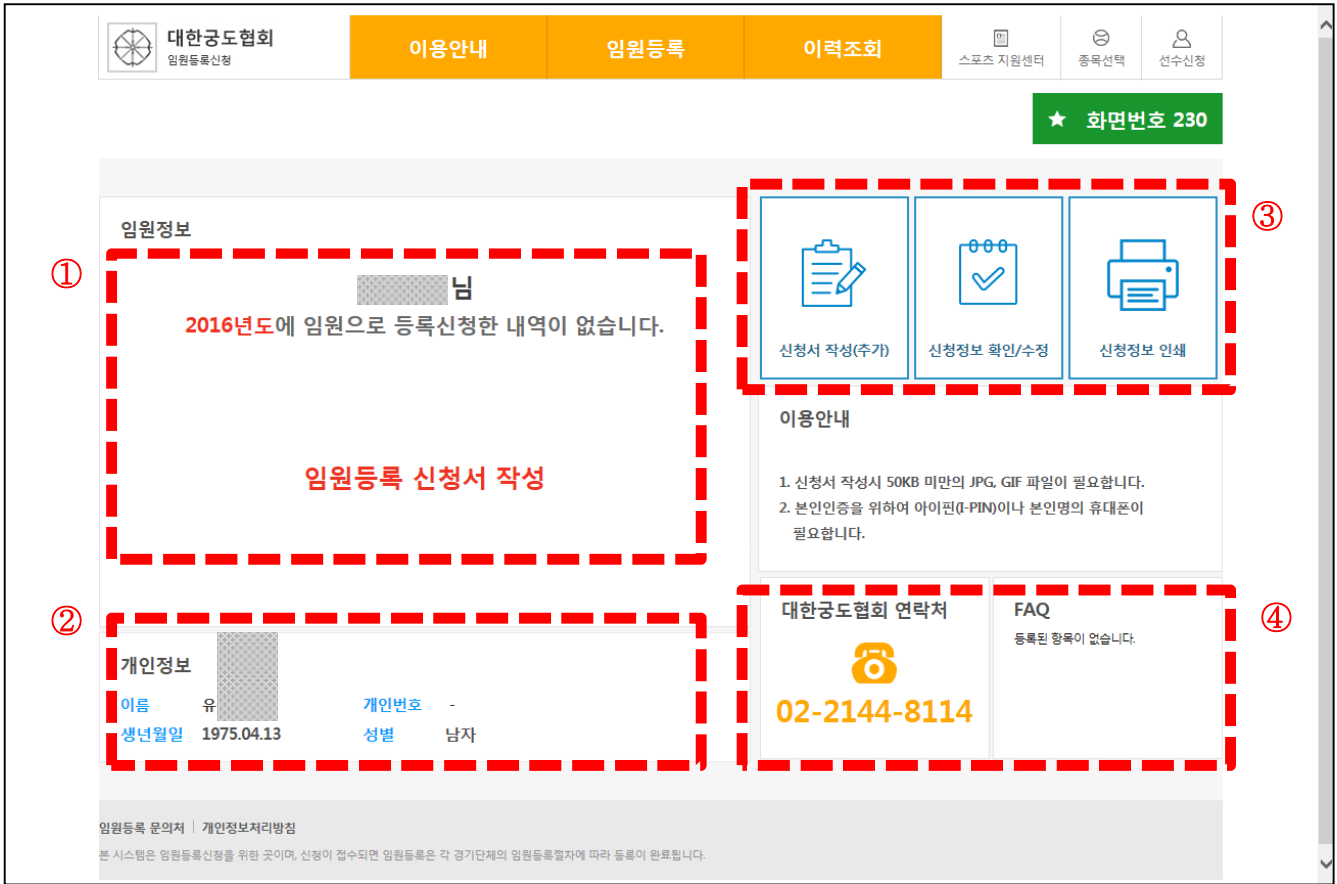 대한궁도협회
임원등록신청
이용안내
임원등록
이력조회
스포츠 지원센터
종목선택
선수신청
★ 화면번호 230
①
임원정보
님
2016년도에 임원으로 등록신청한 내역이 없습니다.
임원등록 신청서 작성
③
신청서 작성(추가)
신청정보 확인/수정
신청정보 인쇄
이용안내
1. 신청서 작성시 50KB 미만의 JPG, GIF 파일이 필요합니다.
2. 본인인증을 위하여 아이핀(I-PIN)이나 본인명의 휴대폰이
필요합니다.
②
개인정보
이름 유
개인번호 -
생년월일 1975.04.13
성별 남자
④
대한궁도협회 연락처
02-2144-8114
FAQ
등록된 항목이 없습니다.
임원등록 문의처 | 개인정보처리방침
본 시스템은 임원등록신청을 위한 곳이며, 신청이 접수되면 임원등록은 각 경기단체의 임원등록절차에 따라 등록이 완료됩니다.